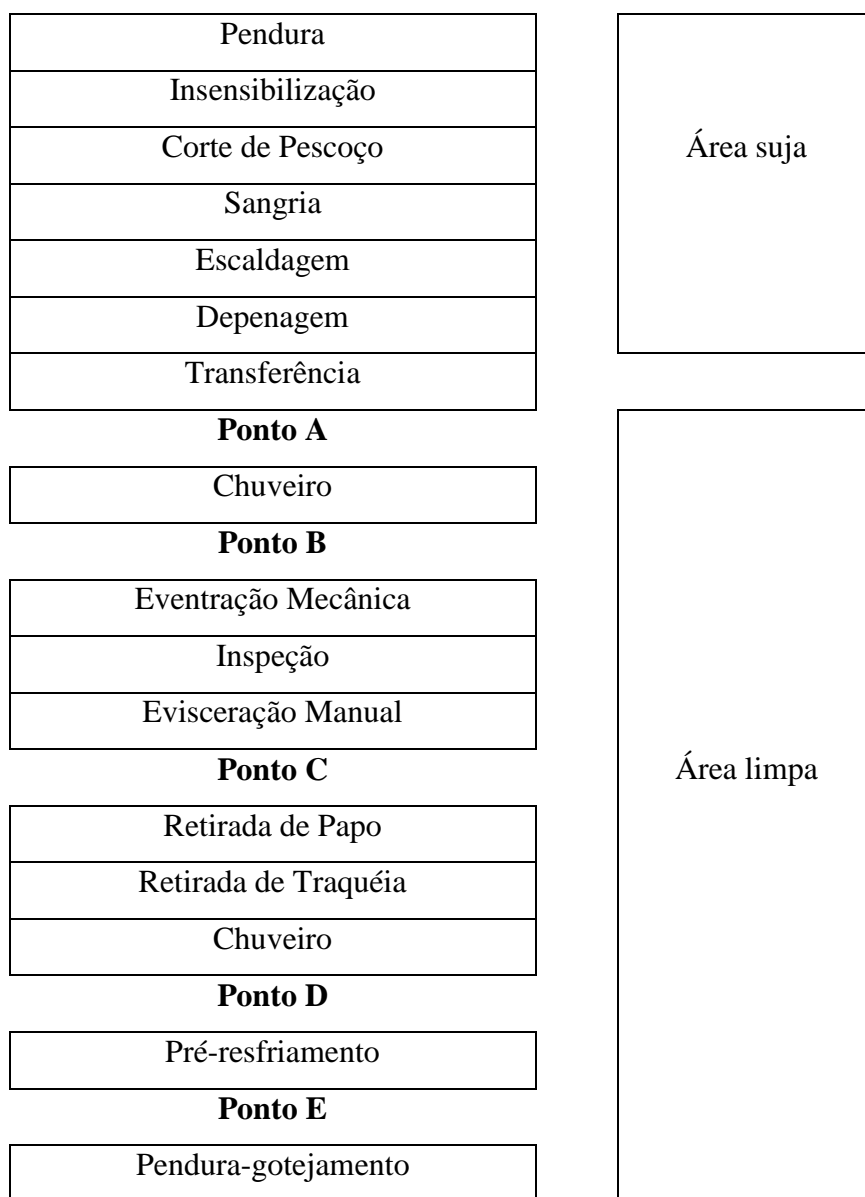 Pendura
Insensibilização
Corte de Pescoço
Área suja
Sangria
Escaldagem
Depenagem
Transferência
Ponto A
Chuveiro
Ponto B
Eventração Mecânica
Inspeção
Evisceração Manual
Ponto C
Área limpa
Retirada de Papo
Retirada de Traquéia
Chuveiro
Ponto D
Pré-resfriamento
Ponto E
Pendura-gotejamento